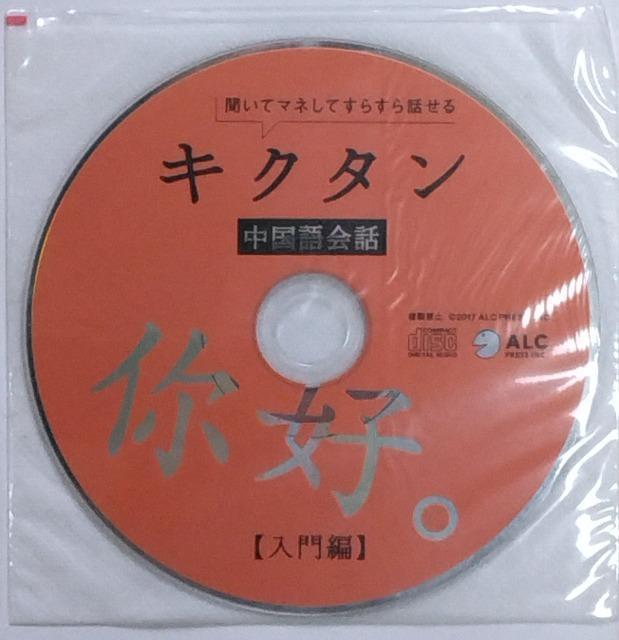 聞いてマネしてすらすら話せる
キクタン
中国語会話
複製禁止 ©2017 ALC PRESS INC
COMPACT
disc
DIGITAL AUDIO
ALC
PRESS INC
你好。
【入門編】